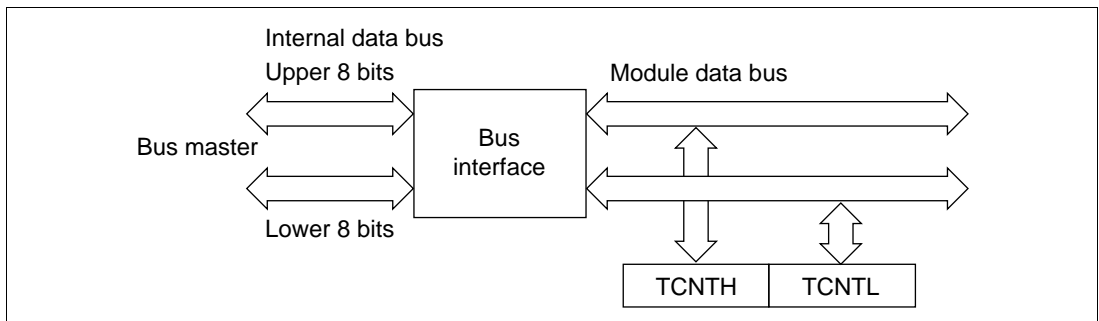 Internal data bus
Upper 8 bits
Module data bus
Bus master
Bus
interface
Lower 8 bits
TCNTH
TCNTL